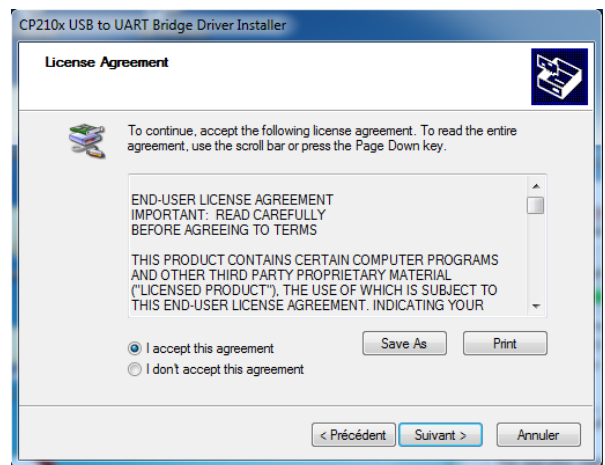 CP210x USB to UART Bridge Driver Installer
License Agreement
To continue, accept the following license agreement. To read the entire
agreement, use the scroll bar or press the Page Down key.
END-USER LICENSE AGREEMENT
IMPORTANT: READ CAREFULLY
BEFORE AGREEING TO TERMS
THIS PRODUCT CONTAINS CERTAIN COMPUTER PROGRAMS
AND OTHER THIRD PARTY PROPRIETARY MATERIAL
("LICENSED PRODUCT"), THE USE OF WHICH IS SUBJECT TO
THIS END-USER LICENSE AGREEMENT. INDICATING YOUR
I accept this agreement
Save As Print
I don't accept this agreement
< Précédent Suivant > Annuler